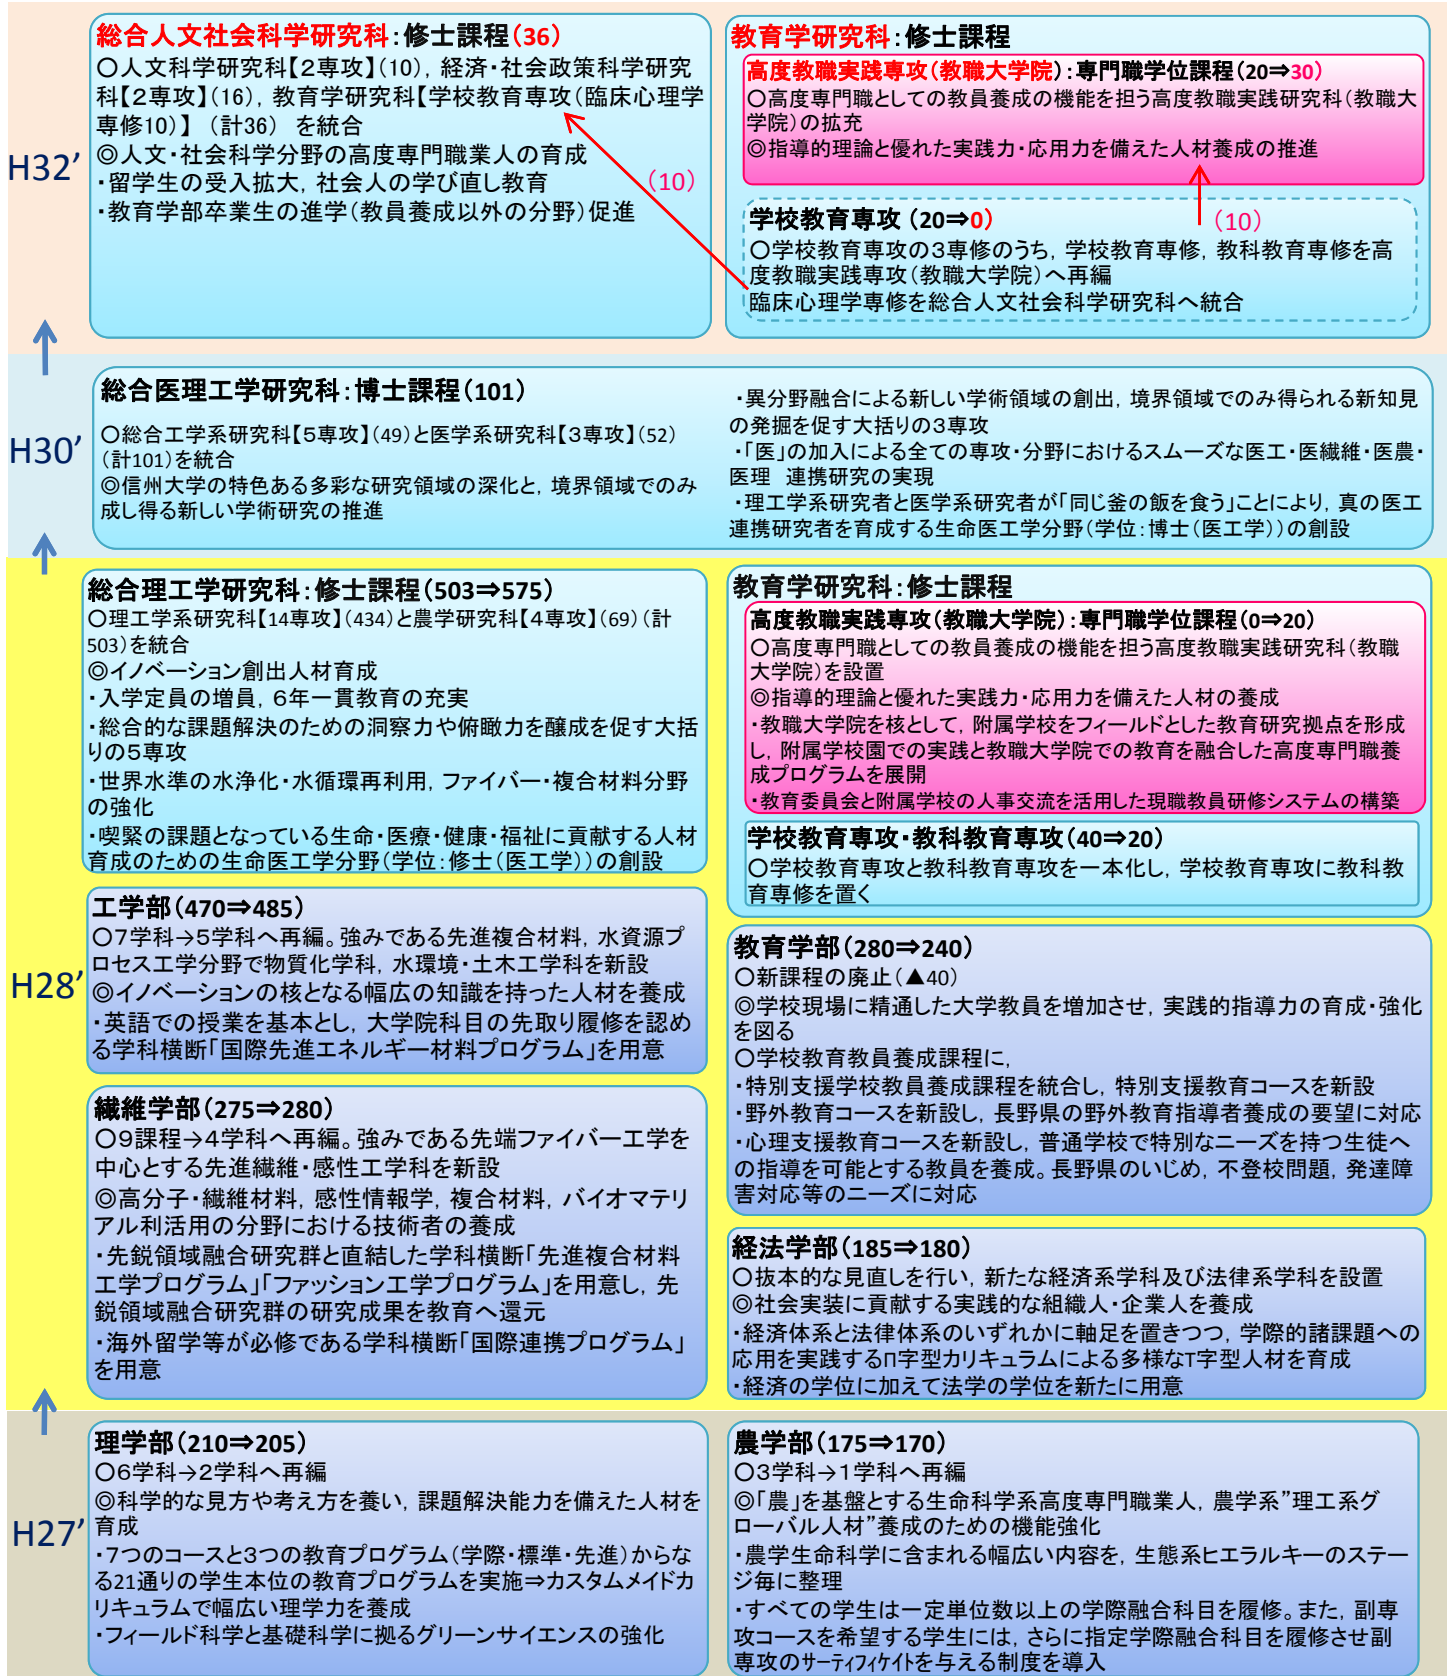 H32’
総合人文社会科学研究科：修士課程（36）
○人文科学研究科【２専攻】（10），経済・社会政策科学研究
科【２専攻】（16），教育学研究科【学校教育専攻（臨床心理学
専修10）】（計36） を統合
◎人文・社会科学分野の高度専門職業人の育成
・留学生の受入拡大，社会人の学び直し教育
・教育学部卒業生の進学（教員養成以外の分野）促進
（10）
教育学研究科：修士課程
高度教職実践専攻（教職大学院）：専門職学位課程（20⇒30）
○高度専門職としての教員養成の機能を担う高度教職実践研究科（教職大
学院）の拡充
◎指導的理論と優れた実践力・応用力を備えた人材養成の推進
学校教育専攻（20⇒0）
（10）
○学校教育専攻の３専修のうち，学校教育専修，教科教育専修を高
度教職実践専攻（教職大学院）へ再編
臨床心理学専修を総合人文社会科学研究科へ統合
H30’
総合医理工学研究科：博士課程（101）
○総合工学系研究科【５専攻】（49）と医学系研究科【３専攻】（52）
（計101）を統合
◎信州大学の特色ある多彩な研究領域の深化と，境界領域でのみ
成し得る新しい学術研究の推進
・異分野融合による新しい学術領域の創出，境界領域でのみ得られる新知見
の発掘を促す大括りの３専攻
・「医」の加入による全ての専攻・分野におけるスムーズな医工・医繊維・医農・
医理　連携研究の実現
・理工学系研究者と医学系研究者が「同じ釜の飯を食う」ことにより，真の医工
連携研究者を育成する生命医工学分野（学位：博士（医工学））の創設
H28’
総合理工学研究科：修士課程（503⇒575）
○理工学系研究科【14専攻】（434）と農学研究科【４専攻】（69）（計
503）を統合
◎イノベーション創出人材育成
・入学定員の増員，６年一貫教育の充実
・総合的な課題解決のための洞察力や俯瞰力を醸成を促す大括
りの５専攻
・世界水準の水浄化・水循環再利用，ファイバー・複合材料分野
の強化
・喫緊の課題となっている生命・医療・健康・福祉に貢献する人材
育成のための生命医工学分野（学位：修士（医工学））の創設
教育学研究科：修士課程
高度教職実践専攻（教職大学院）：専門職学位課程（0⇒20）
○高度専門職としての教員養成の機能を担う高度教職実践研究科（教職
大学院）を設置
◎指導的理論と優れた実践力・応用力を備えた人材の養成
・教職大学院を核として，附属学校をフィールドとした教育研究拠点を形成
し，附属学校園での実践と教職大学院での教育を融合した高度専門職養
成プログラムを展開
・教育委員会と附属学校の人事交流を活用した現職教員研修システムの構築
学校教育専攻・教科教育専攻（40⇒20）
○学校教育専攻と教科教育専攻を一本化し，学校教育専攻に教科教
育専修を置く
工学部（470⇒485）
○７学科→５学科へ再編。強みである先進複合材料，水資源プ
ロセス工学分野で物質化学科，水環境・土木工学科を新設
◎イノベーションの核となる幅広の知識を持った人材を養成
・英語での授業を基本とし，大学院科目の先取り履修を認め
る学科横断「国際先進エネルギー材料プログラム」を用意
教育学部（280⇒240）
○新課程の廃止（▲40）
◎学校現場に精通した大学教員を増加させ，実践的指導力の育成・強化
を図る
○学校教育教員養成課程に，
・特別支援学校教員養成課程を統合し，特別支援教育コースを新設
・野外教育コースを新設し，長野県の野外教育指導者養成の要望に対応
・心理支援教育コースを新設し，普通学校で特別なニーズを持つ生徒へ
の指導を可能とする教員を養成。長野県のいじめ，不登校問題，発達障
害対応等のニーズに対応
繊維学部（275⇒280）
○９課程→４学科へ再編。強みである先端ファイバー工学を
中心とする先進繊維・感性工学科を新設
◎高分子・繊維材料，感性情報学，複合材料，バイオマテリ
アル利活用の分野における技術者の養成
・先鋭領域融合研究群と直結した学科横断「先進複合材料
工学プログラム」「ファッション工学プログラム」を用意し，先
鋭領域融合研究群の研究成果を教育へ還元
・海外留学等が必修である学科横断「国際連携プログラム」
を用意
経法学部（185⇒180）
○抜本的な見直しを行い，新たな経済系学科及び法律系学科を設置
◎社会実装に貢献する実践的な組織人・企業人を養成
・経済体系と法律体系のいずれかに軸足を置きつつ，学際的諸課題への
応用を実践するΠ字型カリキュラムによる多様なT字型人材を育成
・経済の学位に加えて法学の学位を新たに用意
H27’
理学部（210⇒205）
○６学科→２学科へ再編
◎科学的な見方や考え方を養い，課題解決能力を備えた人材を
育成
・７つのコースと３つの教育プログラム（学際・標準・先進）からな
る21通りの学生本位の教育プログラムを実施⇒カスタムメイドカ
リキュラムで幅広い理学力を養成
・フィールド科学と基礎科学に拠るグリーンサイエンスの強化
農学部（175⇒170）
○３学科→１学科へ再編
◎「農」を基盤とする生命科学系高度専門職業人，農学系”理工系グ
ローバル人材”養成のための機能強化
・農学生命科学に含まれる幅広い内容を，生態系ヒエラルキーのステー
ジ毎に整理
・すべての学生は一定単位数以上の学際融合科目を履修。また，副専
攻コースを希望する学生には，さらに指定学際融合科目を履修させ副
専攻のサーティフィケイトを与える制度を導入